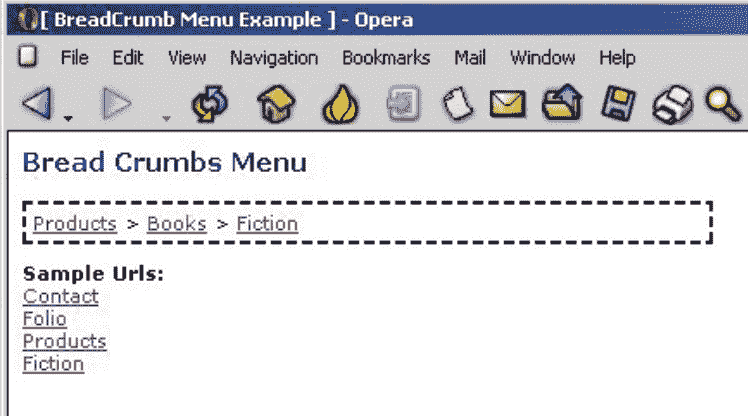 [ BreadCrumb Menu Example ] - Opera
File Edit View Navigation Bookmarks Mail Window Help
Bread Crumbs Menu
Products > Books > Fiction
Sample Urls:
Contact
Folio
Products
Fiction